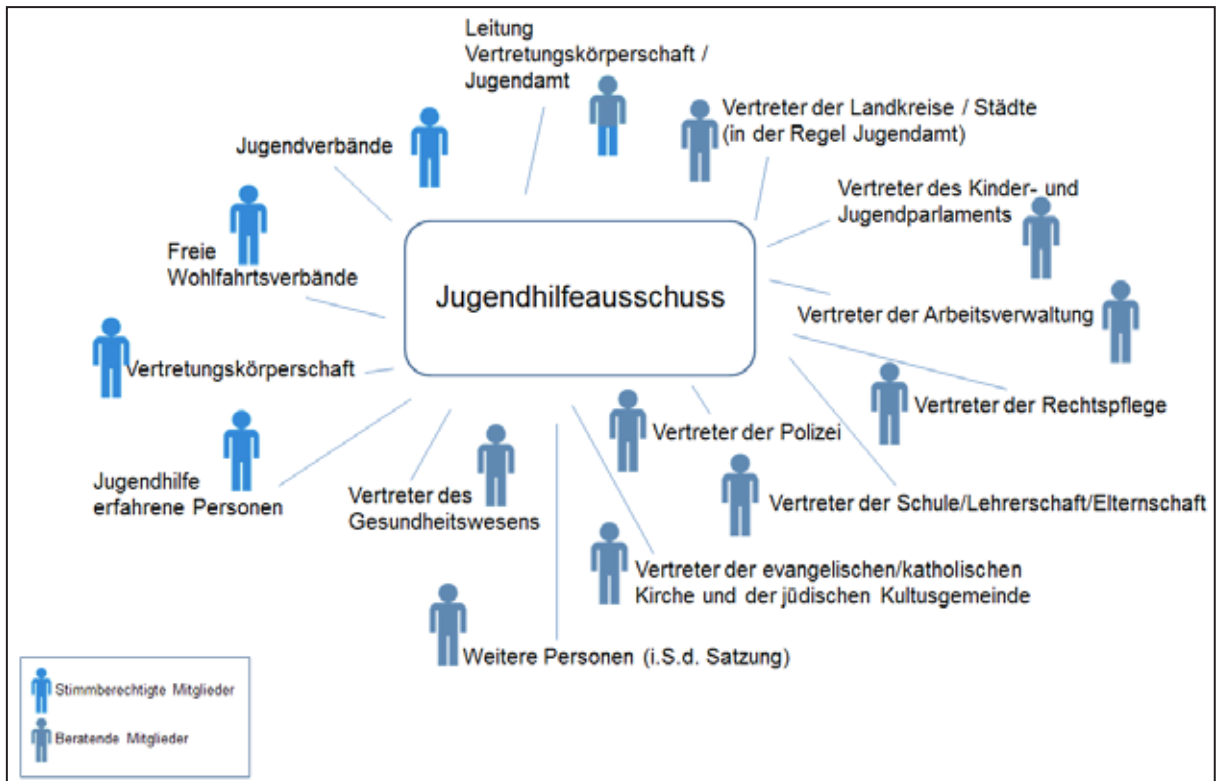 Leitung
Vertretungskörperschaft /
Jugendamt
Vertreter der Landkreise / Städte
(in der Regel Jugendamt)
Jugendverbände
Vertreter des Kinder- und
Jugendparlaments
Freie
Wohlfahrtsverbände
Jugendhilfeausschuss
Vertreter der Arbeitsverwaltung
Vertretungskörperschaft
Vertreter der Rechtspflege
Vertreter der Polizei
Jugendhilfe
erfahrene Personen
Vertreter des
Gesundheitswesens
Vertreter der Schule/Lehrerschaft/Elternschaft
Vertreter der evangelischen/katholischen
Kirche und der jüdischen Kultusgemeinde
Weitere Personen (i.S.d. Satzung)
Stimmberechtigte Mitglieder
Beratende Mitglieder